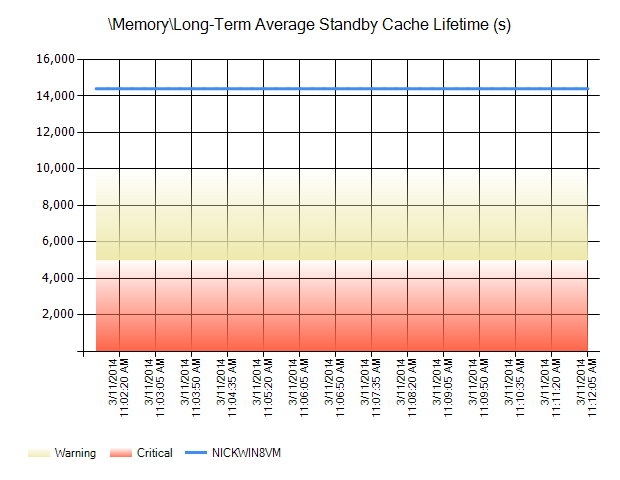 \Memory\Long-Term Average Standby Cache Lifetime (s)
16,000
14,000
12,000
10,000
8,000
6,000
4,000
2,000
3/11/2014
11:02:20 AM
3/11/2014
11:03:05 AM
3/11/2014
11:03:50 AM
3/11/2014
11:04:35 AM
3/11/2014
11:05:20 AM
3/11/2014
11:06:05 AM
3/11/2014
11:06:50 AM
3/11/2014
11:07:35 AM
3/11/2014
11:08:20 AM
3/11/2014
11:09:05 AM
3/11/2014
11:09:50 AM
3/11/2014
11:10:35 AM
3/11/2014
11:11:20 AM
3/11/2014
11:12:05 AM
Warning
Critical
NICKWIN8VM